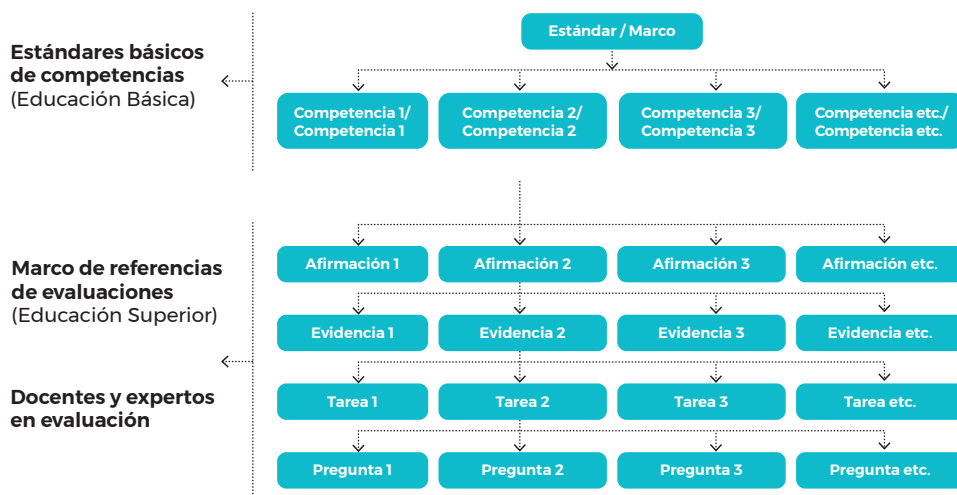 Estándares básicos
de competencias
(Educación Básica)
Estándar / Marco
Competencia 1/
Competencia 1
Competencia 2/
Competencia 2
Competencia 3/
Competencia 3
Competencia etc./
Competencia etc.
Marco de referencias
de evaluaciones
(Educación Superior)
Docentes y expertos
en evaluación
Afirmación 1
Afirmación 2
Afirmación 3
Afirmación etc.
Evidencia 1
Evidencia 2
Evidencia 3
Evidencia etc.
Tarea 1
Tarea 2
Tarea 3
Tarea etc.
Pregunta 1
Pregunta 2
Pregunta 3
Pregunta etc.